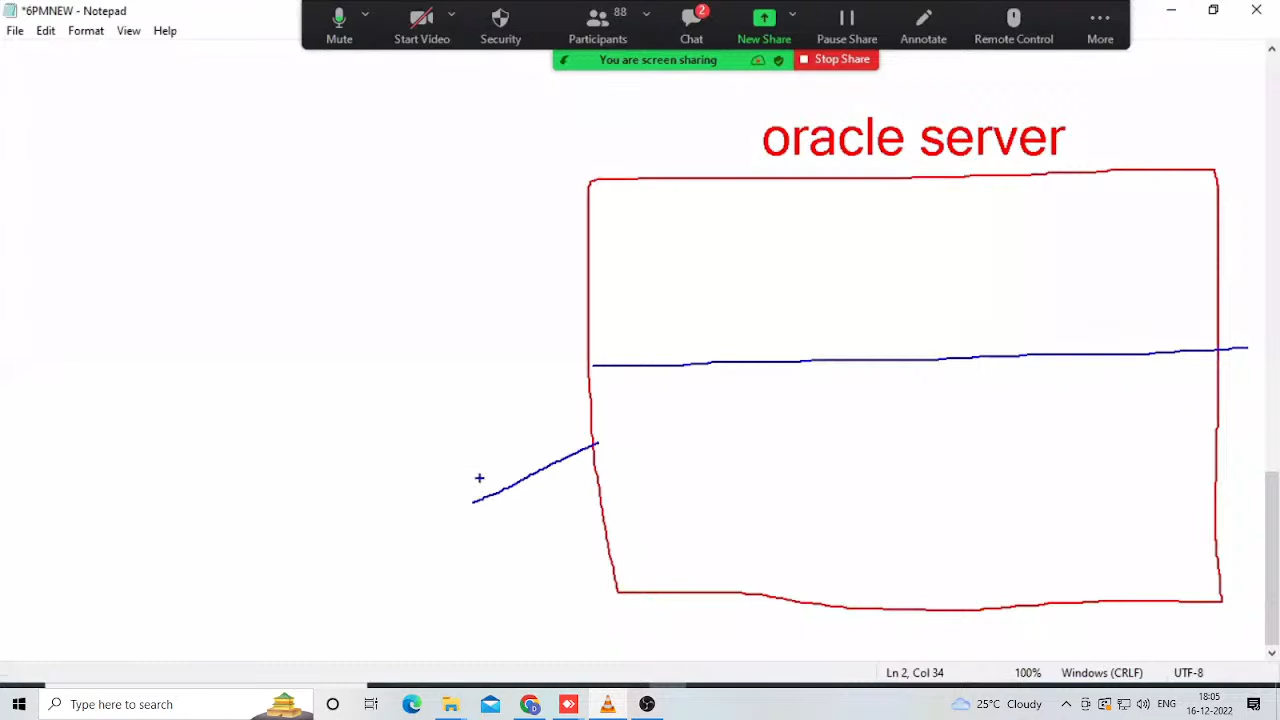 *6PMNEW - Notepad
File Edit Format View Help
Mute Start Video Security Participants 88 Chat 2 New Share Pause Share Annotate Remote Control More
You are screen sharing Stop Share
oracle server
Ln 2, Col 34 100% Windows (CRLF) UTF-8
Type here to search
25°C Cloudy ENG
18:05
16-12-2022